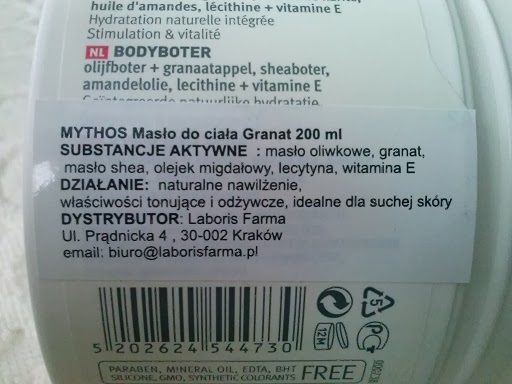 huile d'amandes, lécithine + vitamine E
Hydratation naturelle intégrée
Stimulation & vitalité
NL BODYBOTER
olijfboter + granaatappel, sheaboter,
amandelolie, lecithine + vitamine E
Geïntegreerde natuurlijke hydratatie
MYTHOS Masło do ciała Granat 200 ml
SUBSTANCJE AKTYWNE : masło oliwkowe, granat,
masło shea, olejek migdałowy, lecytyna, witamina E
DZIAŁANIE: naturalne nawilżenie,
właściwości tonujące i odżywcze, idealne dla suchej skóry
DYSTRYBUTOR: Laboris Farma
Ul. Prądnicka 4 , 30-002 Kraków
email: biuro@laborisfarma.pl
5 202624 544730
12M
5
PARABEN, MINERAL OIL, EDTA, BHT
SILICONE, GMO, SYNTHETIC COLORANTS FREE